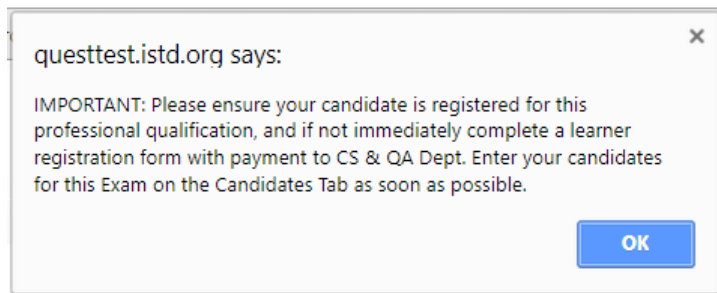 questtest.istd.org says:
IMPORTANT: Please ensure your candidate is registered for this
professional qualification, and if not immediately complete a learner
registration form with payment to CS & QA Dept. Enter your candidates
for this Exam on the Candidates Tab as soon as possible.
OK